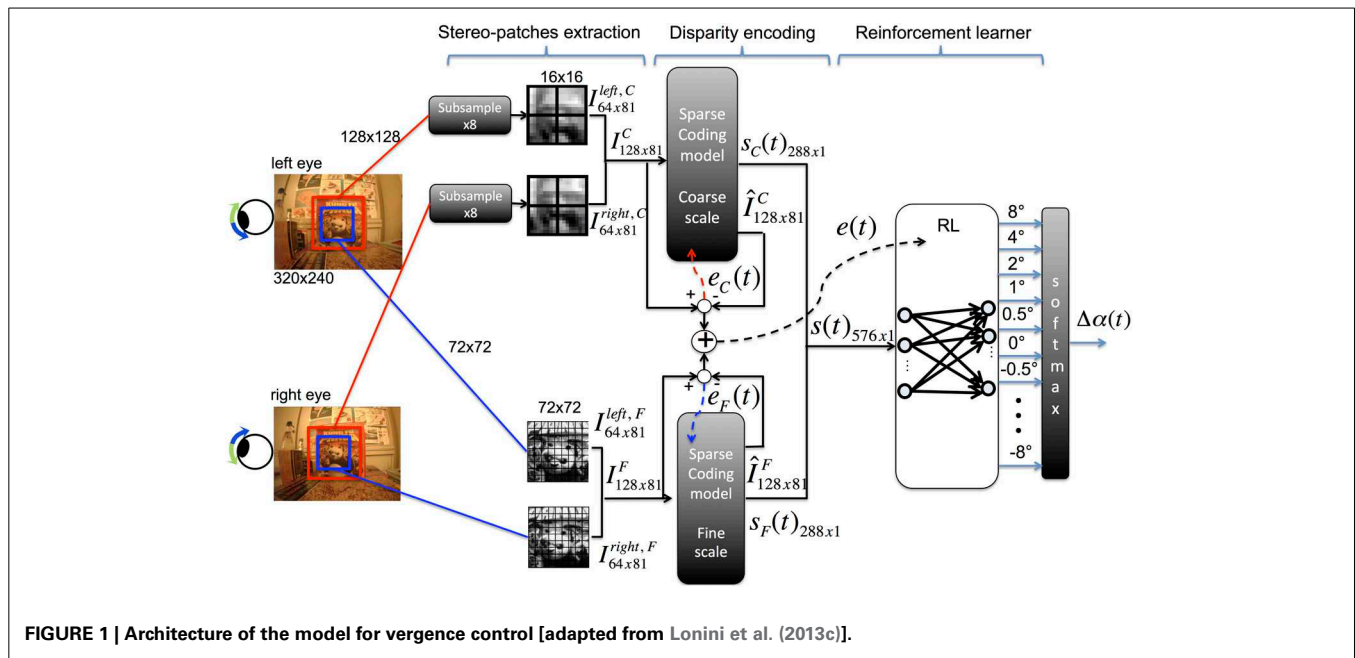 Stereo-patches extraction
Disparity encoding
Reinforcement learner
16x16
Subsample
x8
I^{left, C}_{64x81}
128x128
I^{C}_{128x81}
Sparse
Coding
model
Coarse
scale
s_C(t)_{288x1}
left eye
Subsample
x8
I^{right, C}_{64x81}
Î^{C}_{128x81}
320x240
e_C(t)
+
-
e(t)
RL
8°
4°
2°
1°
0.5°
0°
-0.5°
-8°
softmax
Δα(t)
+
s(t)_{576x1}
72x72
+
-
e_F(t)
right eye
72x72
I^{left, F}_{64x81}
I^{F}_{128x81}
Sparse
Coding
model
Fine
scale
Î^{F}_{128x81}
s_F(t)_{288x1}
I^{right, F}_{64x81}
FIGURE 1 | Architecture of the model for vergence control [adapted from Lonini et al. (2013c)].